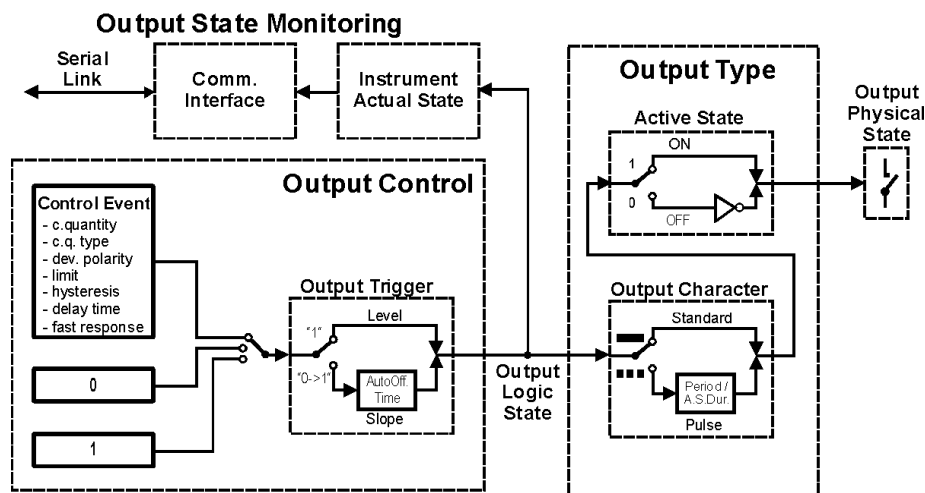 Output State Monitoring
Serial
Link
Comm.
Interface
Instrument
Actual State
Output Type
Output
Physical
State
Active State
ON
1
0
OFF
Output Control
Control Event
- c.quantity
- c.q. type
- dev. polarity
- limit
- hysteresis
- delay time
- fast response
0
1
Output Trigger
Level
"1"
"0->1"
AutoOff.
Time
Slope
Output
Logic
State
Output Character
Standard
Period /
A.S.Dur.
Pulse